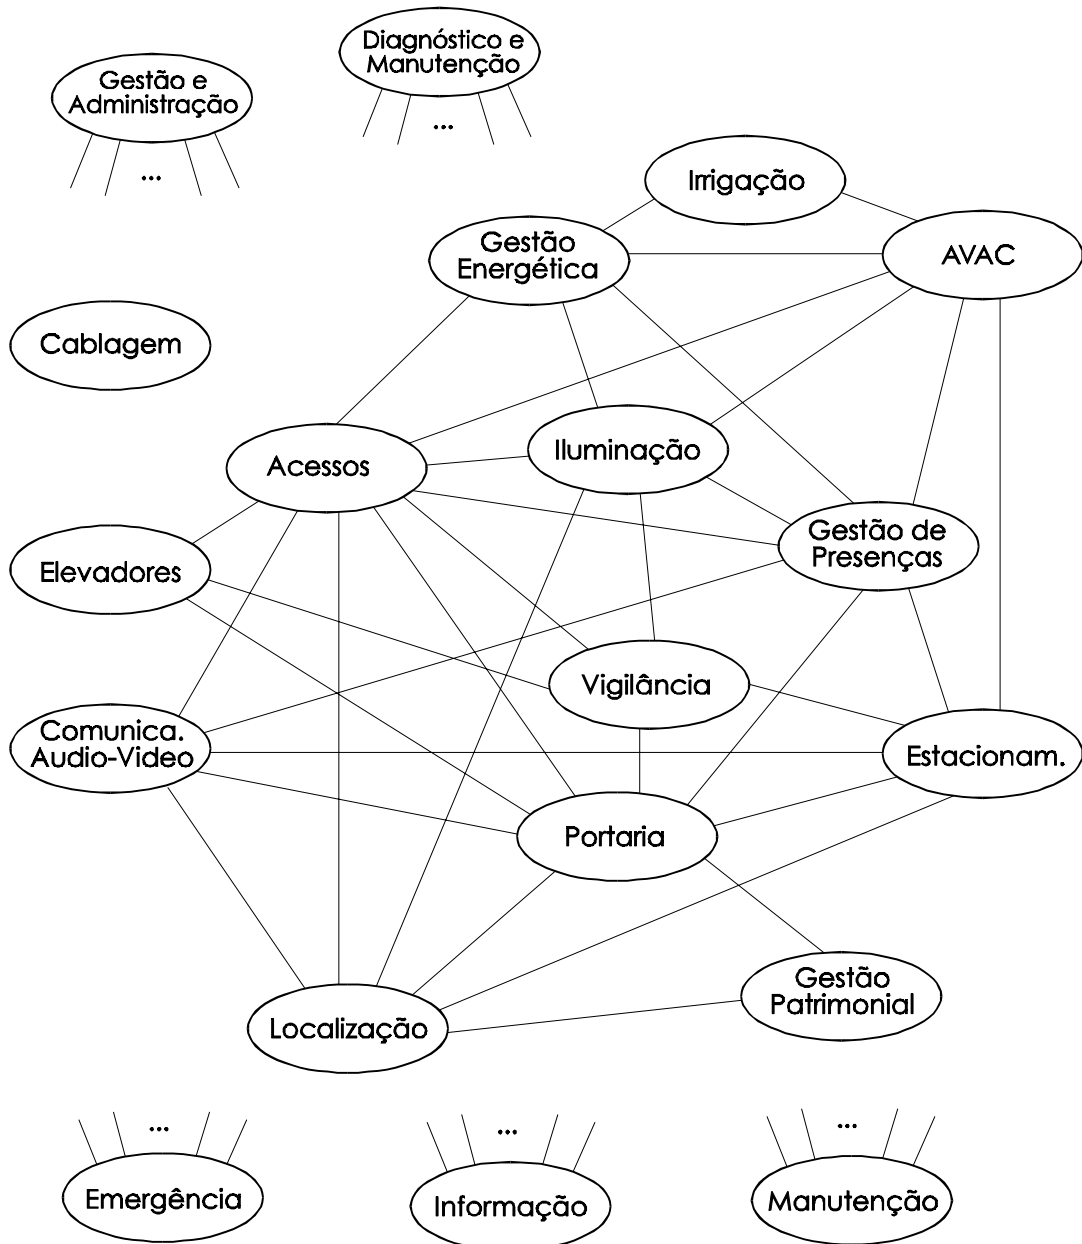 Diagnóstico e
Manutenção
...
Gestão e
Administração
...
Irrigação
Gestão
Energética
AVAC
Cablagem
Acessos
Iluminação
Gestão de
Presenças
Elevadores
Vigilância
Comunica.
Audio-Video
Estacionam.
Portaria
Gestão
Patrimonial
Localização
...
Emergência
...
Informação
...
Manutenção